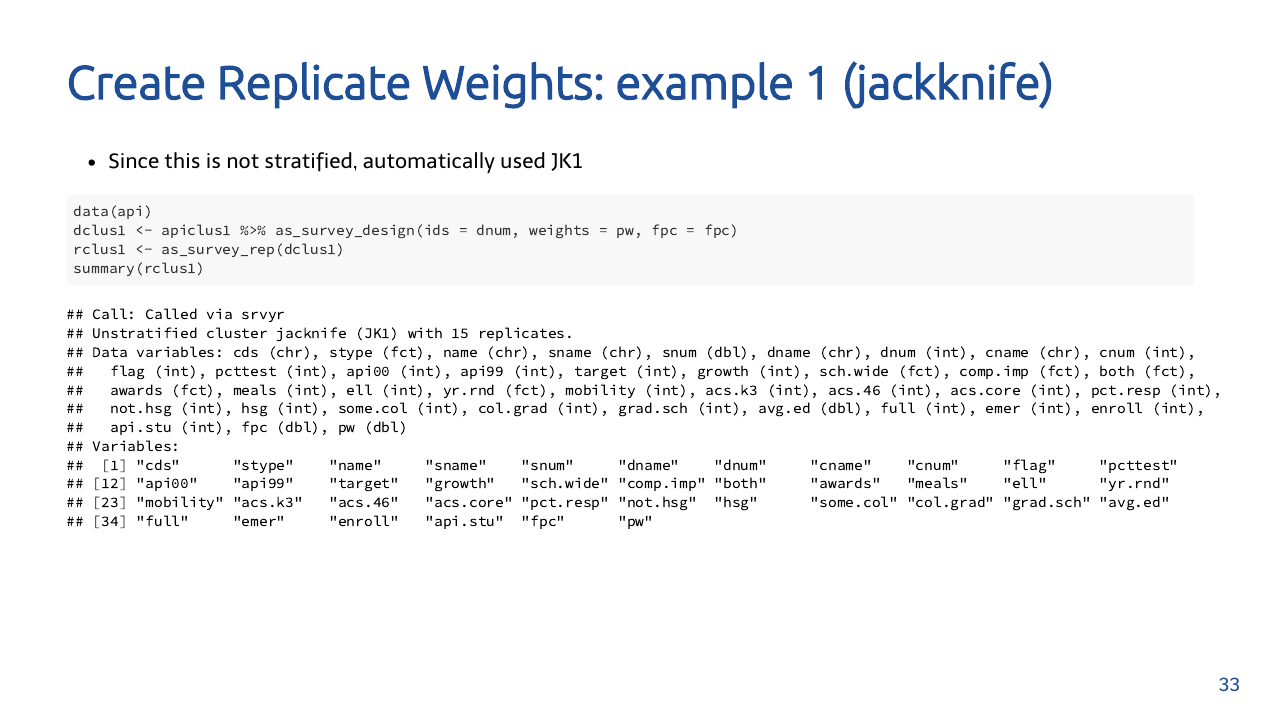 Create Replicate Weights: example 1 (jackknife)
• Since this is not stratified, automatically used JK1
data(api)
dclus1 <- apiclus1 %>% as_survey_design(ids = dnum, weights = pw, fpc = fpc)
rclus1 <- as_survey_rep(dclus1)
summary(rclus1)
## Call: Called via srvyr
## Unstratified cluster jacknife (JK1) with 15 replicates.
## Data variables: cds (chr), stype (fct), name (chr), sname (chr), snum (dbl), dname (chr), dnum (int), cname (chr), cnum (int),
##   flag (int), pcttest (int), api00 (int), api99 (int), target (int), growth (int), sch.wide (fct), comp.imp (fct), both (fct),
##   awards (fct), meals (int), ell (int), yr.rnd (fct), mobility (int), acs.k3 (int), acs.46 (int), acs.core (int), pct.resp (int),
##   not.hsg (int), hsg (int), some.col (int), col.grad (int), grad.sch (int), avg.ed (dbl), full (int), emer (int), enroll (int),
##   api.stu (int), fpc (dbl), pw (dbl)
## Variables:
##  [1] "cds"      "stype"    "name"     "sname"    "snum"     "dname"    "dnum"     "cname"    "cnum"     "flag"     "pcttest"
## [12] "api00"    "api99"    "target"   "growth"   "sch.wide" "comp.imp" "both"     "awards"   "meals"    "ell"      "yr.rnd"
## [23] "mobility" "acs.k3"   "acs.46"   "acs.core" "pct.resp" "not.hsg"  "hsg"      "some.col" "col.grad" "grad.sch" "avg.ed"
## [34] "full"     "emer"     "enroll"   "api.stu"  "fpc"      "pw"
33